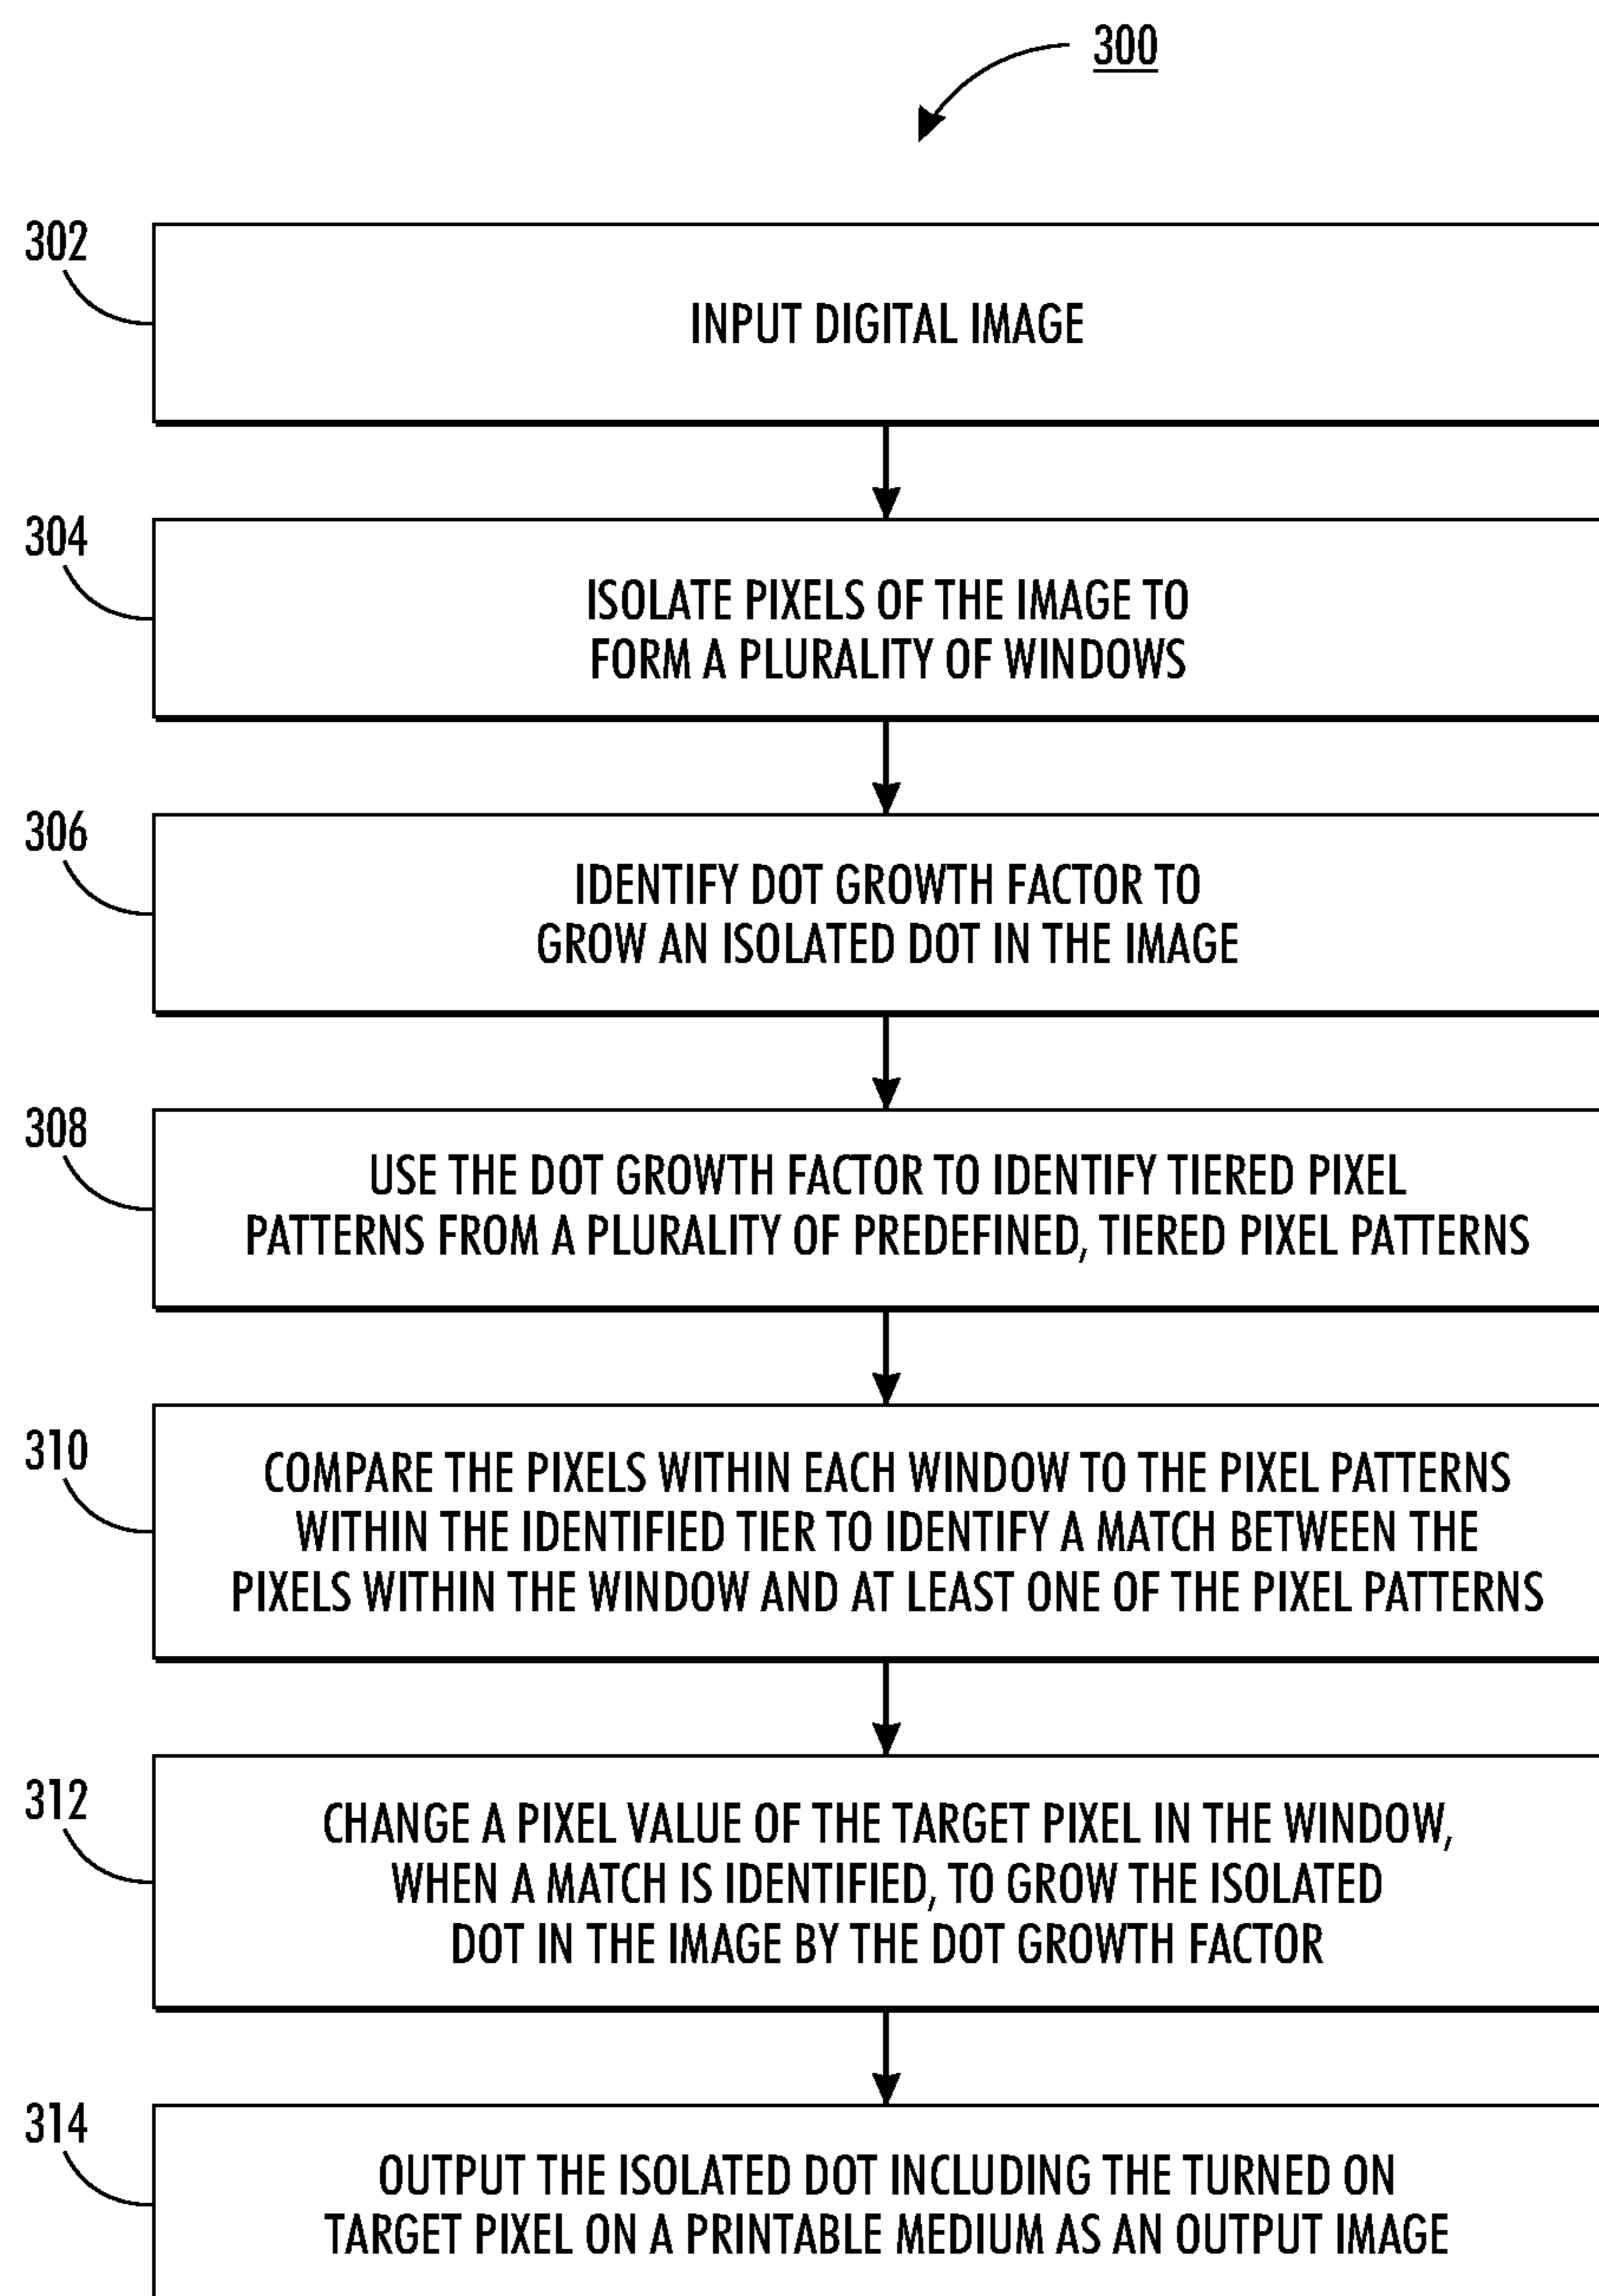 300
302
INPUT DIGITAL IMAGE
304
ISOLATE PIXELS OF THE IMAGE TO
FORM A PLURALITY OF WINDOWS
306
IDENTIFY DOT GROWTH FACTOR TO
GROW AN ISOLATED DOT IN THE IMAGE
308
USE THE DOT GROWTH FACTOR TO IDENTIFY TIERED PIXEL
PATTERNS FROM A PLURALITY OF PREDEFINED, TIERED PIXEL PATTERNS
310
COMPARE THE PIXELS WITHIN EACH WINDOW TO THE PIXEL PATTERNS
WITHIN THE IDENTIFIED TIER TO IDENTIFY A MATCH BETWEEN THE
PIXELS WITHIN THE WINDOW AND AT LEAST ONE OF THE PIXEL PATTERNS
312
CHANGE A PIXEL VALUE OF THE TARGET PIXEL IN THE WINDOW,
WHEN A MATCH IS IDENTIFIED, TO GROW THE ISOLATED
DOT IN THE IMAGE BY THE DOT GROWTH FACTOR
314
OUTPUT THE ISOLATED DOT INCLUDING THE TURNED ON
TARGET PIXEL ON A PRINTABLE MEDIUM AS AN OUTPUT IMAGE